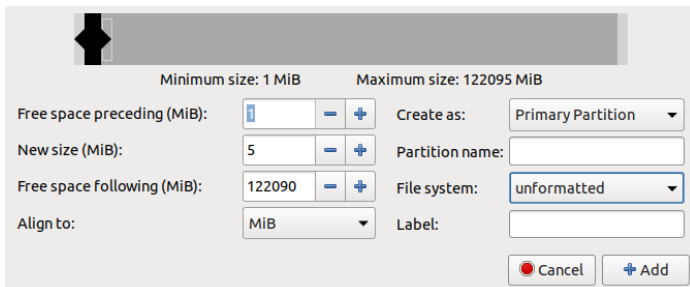 Minimum size: 1 MiB Maximum size: 122095 MiB
Free space preceding (MiB): 1 Create as: Primary Partition
New size (MiB): 5 Partition name:
Free space following (MiB): 122090 File system: unformatted
Align to: MiB Label:
Cancel Add